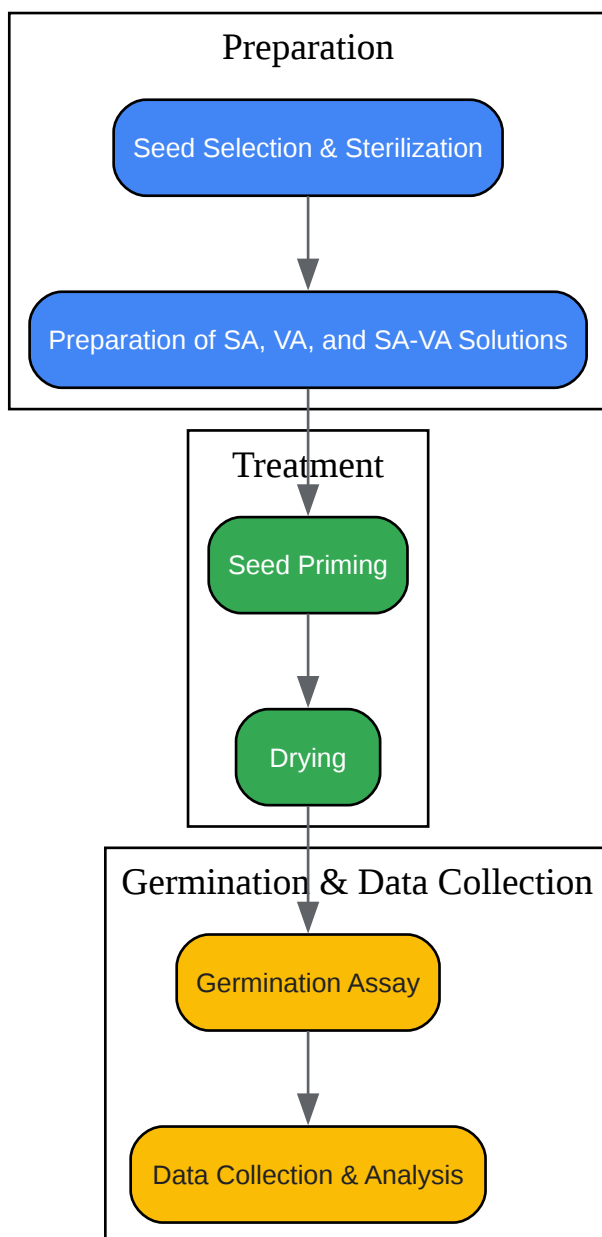 Preparation
Seed Selection & Sterilization
Preparation of SA, VA, and SA-VA Solutions
Treatment
Seed Priming
Drying
Germination & Data Collection
Germination Assay
Data Collection & Analysis